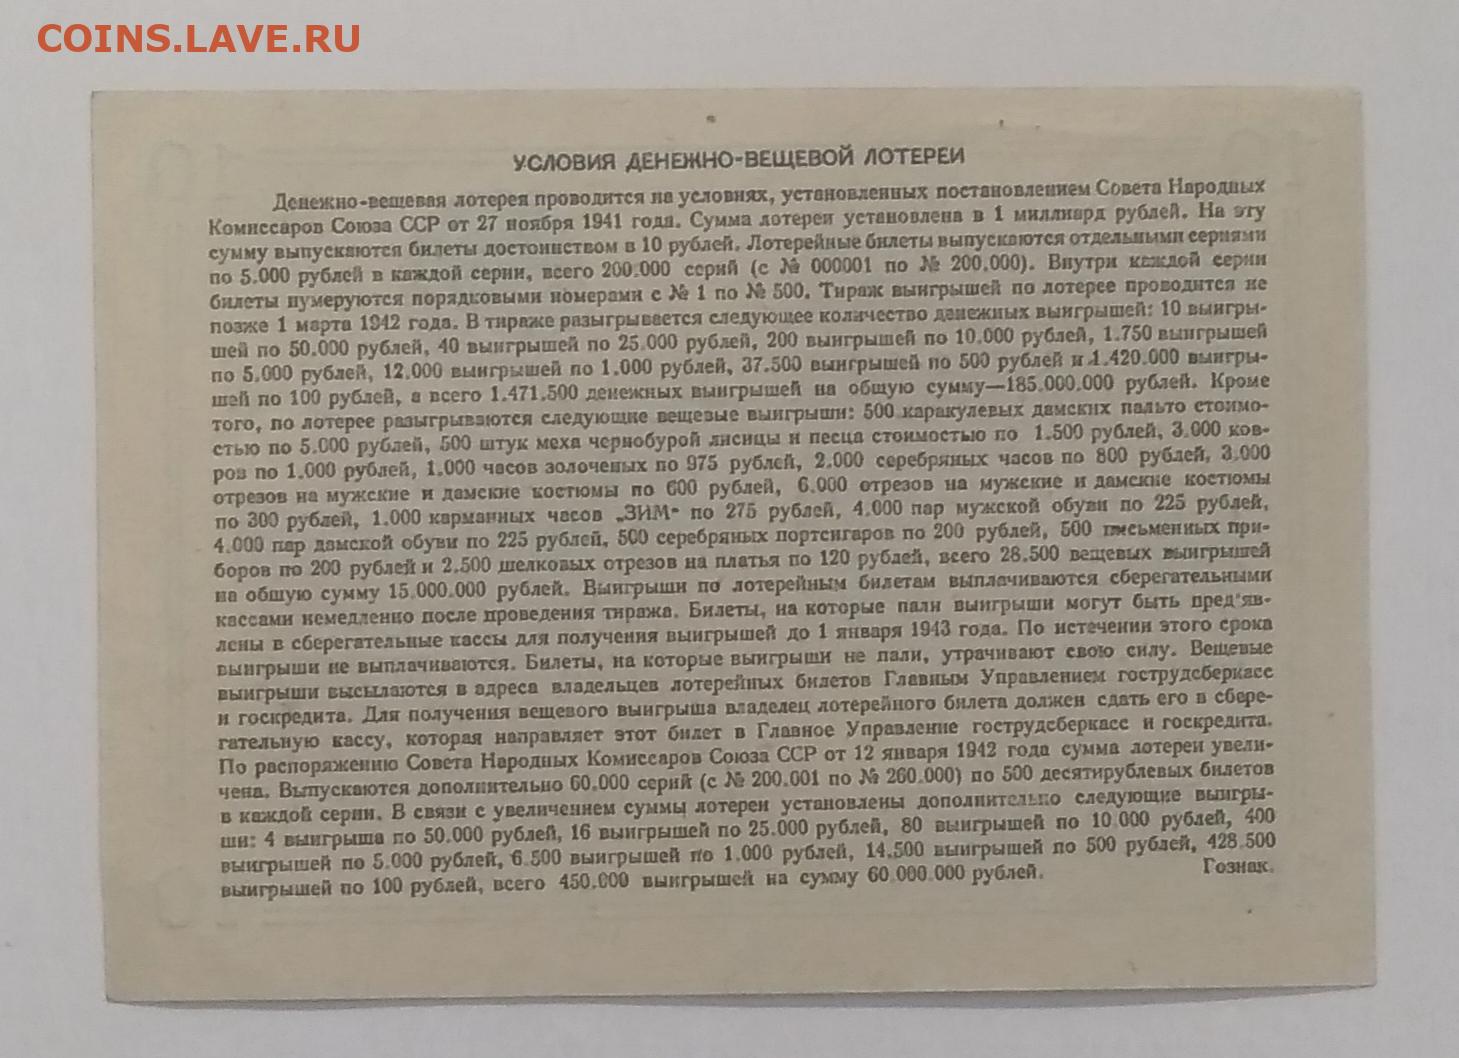 COINS.LAVE.RU
УСЛОВИЯ ДЕНЕЖНО-ВЕЩЕВОЙ ЛОТЕРЕИ
Денежно-вещевая лотерея проводится на условиях, установленных постановлением Совета Народных
Комиссаров Союза ССР от 27 ноября 1941 года. Сумма лотереи установлена в 1 миллиард рублей. На эту
сумму выпускаются билеты достоинством в 10 рублей. Лотерейные билеты выпускаются отдельными сериями
по 5.000 рублей в каждой серии, всего 200.000 серий (с № 000001 по № 200.000). Внутри каждой серии
билеты нумеруются порядковыми номерами с № 1 по № 500. Тираж выигрышей по лотерее проводится не
позже 1 марта 1942 года. В тираже разыгрывается следующее количество денежных выигрышей: 10 выигры-
шей по 50.000 рублей, 40 выигрышей по 25.000 рублей, 200 выигрышей по 10.000 рублей, 1.750 выигрышей
по 5.000 рублей, 12.000 выигрышей по 1.000 рублей, 37.500 выигрышей по 500 рублей и 1.420.000 выигры-
шей по 100 рублей, а всего 1.471.500 денежных выигрышей на общую сумму—185.000.000 рублей. Кроме
того, по лотерее разыгрываются следующие вещевые выигрыши: 500 каракулевых дамских пальто стоимо-
стью по 5.000 рублей, 500 штук меха чернобурой лисицы и песца стоимостью по 1.500 рублей, 3.000 ков-
ров по 1.000 рублей, 1.000 часов золоченых по 975 рублей, 2.000 серебряных часов по 800 рублей, 3.000
отрезов на мужские и дамские костюмы по 600 рублей, 6.000 отрезов на мужские и дамские костюмы
по 300 рублей, 1.000 карманных часов „ЗИМ" по 275 рублей, 4.000 пар мужской обуви по 225 рублей,
4.000 пар дамской обуви по 225 рублей, 500 серебряных портсигаров по 200 рублей, 500 письменных при-
боров по 200 рублей и 2.500 шелковых отрезов на платья по 120 рублей, всего 28.500 вещевых выигрышей
на общую сумму 15.000.000 рублей. Выигрыши по лотерейным билетам выплачиваются сберегательными
кассами немедленно после проведения тиража. Билеты, на которые пали выигрыши могут быть пред'яв-
лены в сберегательные кассы для получения выигрышей до 1 января 1943 года. По истечении этого срока
выигрыши не выплачиваются. Билеты, на которые выигрыши не пали, утрачивают свою силу. Вещевые
выигрыши высылаются в адреса владельцев лотерейных билетов Главным Управлением гострудсберкасс
и госкредита. Для получения вещевого выигрыша владелец лотерейного билета должен сдать его в сбере-
гательную кассу, которая направляет этот билет в Главное Управление гострудсберкасс и госкредита.
По распоряжению Совета Народных Комиссаров Союза ССР от 12 января 1942 года сумма лотереи увели-
чена. Выпускаются дополнительно 60.000 серий (с № 200.001 по № 260.000) по 500 десятирублевых билетов
в каждой серии. В связи с увеличением суммы лотереи установлены дополнительно следующие выигры-
ши: 4 выигрыша по 50.000 рублей, 16 выигрышей по 25.000 рублей, 80 выигрышей по 10.000 рублей, 400
выигрышей по 5.000 рублей, 6.500 выигрышей по 1.000 рублей, 14.500 выигрышей по 500 рублей, 428.500
выигрышей по 100 рублей, всего 450.000 выигрышей на сумму 60.000.000 рублей. Гознак.